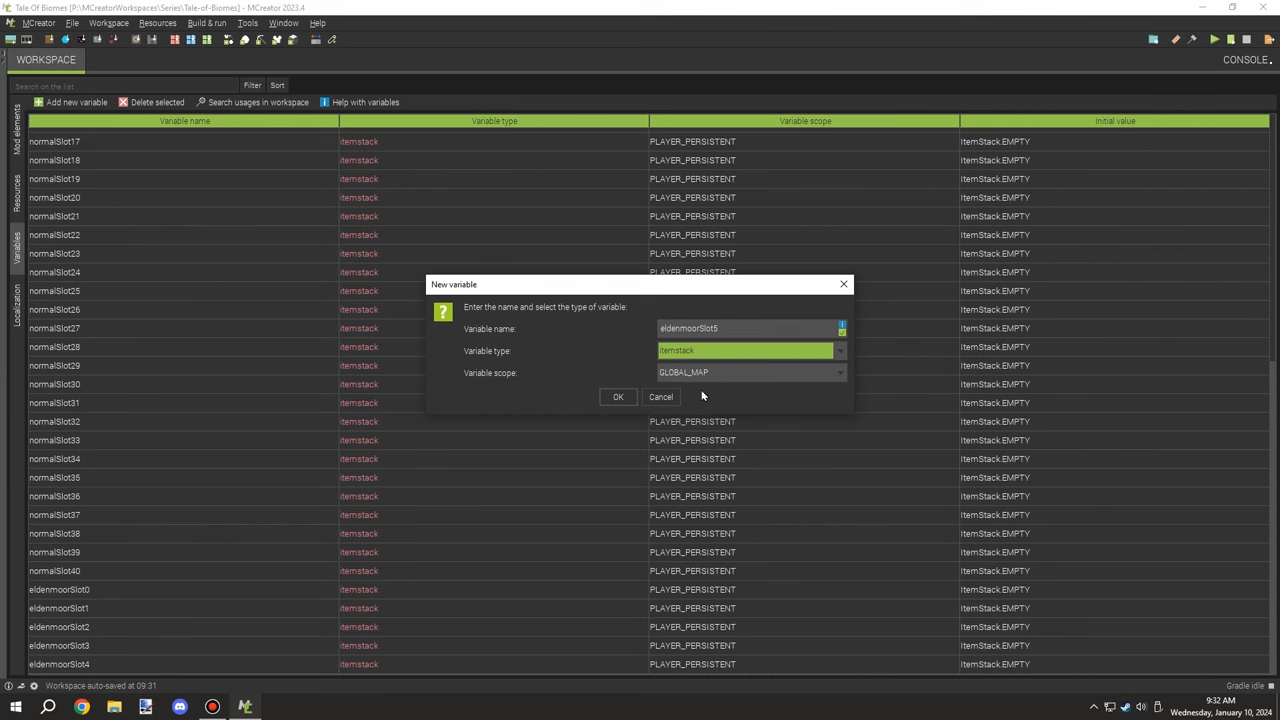 Tale Of Biomes [P:\MCreatorWorkspaces\Series\Tale-of-Biomes] - MCreator 2023.4
MCreator File Workspace Resources Build & run Tools Window Help
WORKSPACE CONSOLE
Search on the list Filter Sort
Add new variable Delete selected Search usages in workspace Help with variables
Variable name Variable type Variable scope Initial value
Mod elements
Resources
Variables
Localization
normalSlot17 itemstack PLAYER_PERSISTENT ItemStack.EMPTY
normalSlot18 itemstack PLAYER_PERSISTENT ItemStack.EMPTY
normalSlot19 itemstack PLAYER_PERSISTENT ItemStack.EMPTY
normalSlot20 itemstack PLAYER_PERSISTENT ItemStack.EMPTY
normalSlot21 itemstack PLAYER_PERSISTENT ItemStack.EMPTY
normalSlot22 itemstack PLAYER_PERSISTENT ItemStack.EMPTY
normalSlot23 itemstack PLAYER_PERSISTENT ItemStack.EMPTY
normalSlot24 itemstack PLAYER_PERSISTENT ItemStack.EMPTY
normalSlot25 itemstack ItemStack.EMPTY
normalSlot26 itemstack ItemStack.EMPTY
normalSlot27 itemstack ItemStack.EMPTY
normalSlot28 itemstack ItemStack.EMPTY
normalSlot29 itemstack ItemStack.EMPTY
normalSlot30 itemstack ItemStack.EMPTY
normalSlot31 itemstack ItemStack.EMPTY
normalSlot32 itemstack PLAYER_PERSISTENT ItemStack.EMPTY
normalSlot33 itemstack PLAYER_PERSISTENT ItemStack.EMPTY
normalSlot34 itemstack PLAYER_PERSISTENT ItemStack.EMPTY
normalSlot35 itemstack PLAYER_PERSISTENT ItemStack.EMPTY
normalSlot36 itemstack PLAYER_PERSISTENT ItemStack.EMPTY
normalSlot37 itemstack PLAYER_PERSISTENT ItemStack.EMPTY
normalSlot38 itemstack PLAYER_PERSISTENT ItemStack.EMPTY
normalSlot39 itemstack PLAYER_PERSISTENT ItemStack.EMPTY
normalSlot40 itemstack PLAYER_PERSISTENT ItemStack.EMPTY
eldenmoorSlot0 itemstack PLAYER_PERSISTENT ItemStack.EMPTY
eldenmoorSlot1 itemstack PLAYER_PERSISTENT ItemStack.EMPTY
eldenmoorSlot2 itemstack PLAYER_PERSISTENT ItemStack.EMPTY
eldenmoorSlot3 itemstack PLAYER_PERSISTENT ItemStack.EMPTY
eldenmoorSlot4 itemstack PLAYER_PERSISTENT ItemStack.EMPTY
New variable
Enter the name and select the type of variable:
Variable name: eldenmoorSlot5
Variable type: itemstack
Variable scope: GLOBAL_MAP
OK Cancel
Workspace auto-saved at 09:31 Gradle idle
9:32 AM
Wednesday, January 10, 2024